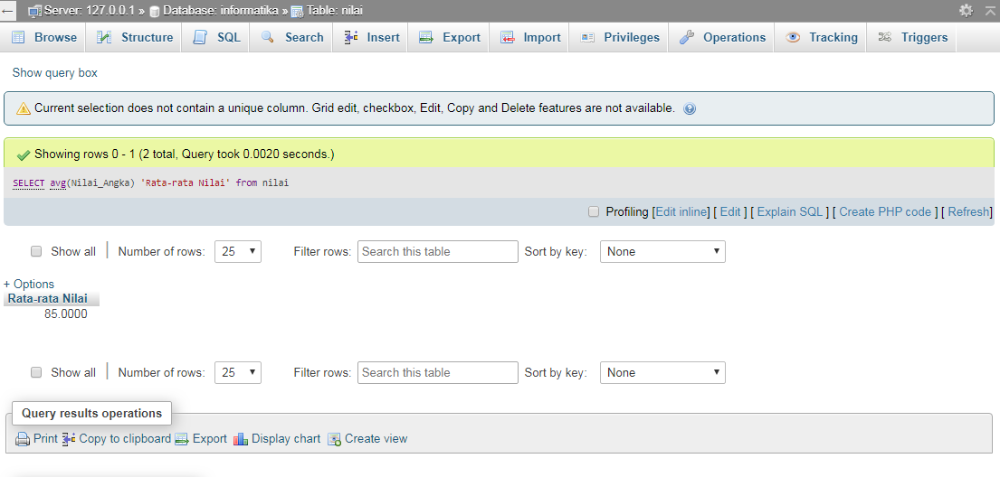 Server: 127.0.0.1 » Database: informatika » Table: nilai
Browse Structure SQL Search Insert Export Import Privileges Operations Tracking Triggers
Show query box
Current selection does not contain a unique column. Grid edit, checkbox, Edit, Copy and Delete features are not available.
Showing rows 0 - 1 (2 total, Query took 0.0020 seconds.)
SELECT avg(Nilai_Angka) 'Rata-rata Nilai' from nilai
Profiling [Edit inline] [ Edit ] [ Explain SQL ] [ Create PHP code ] [ Refresh]
Show all | Number of rows: 25 Filter rows: Search this table Sort by key: None
+ Options
Rata-rata Nilai
85.0000
Show all | Number of rows: 25 Filter rows: Search this table Sort by key: None
Query results operations
Print Copy to clipboard Export Display chart Create view